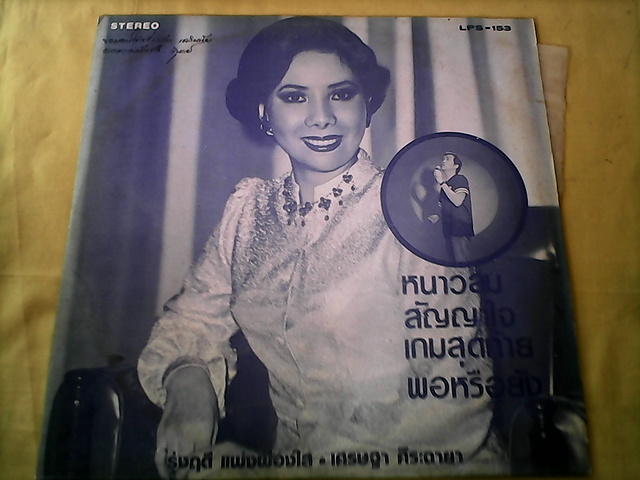 STEREO
LPS-153
หนาวลม
สัญญาใจ
เกมสุดท้าย
พอหรือยัง
รุ่งฤดี แพ่งผ่องใส • เศรษฐา ศิระฉายา